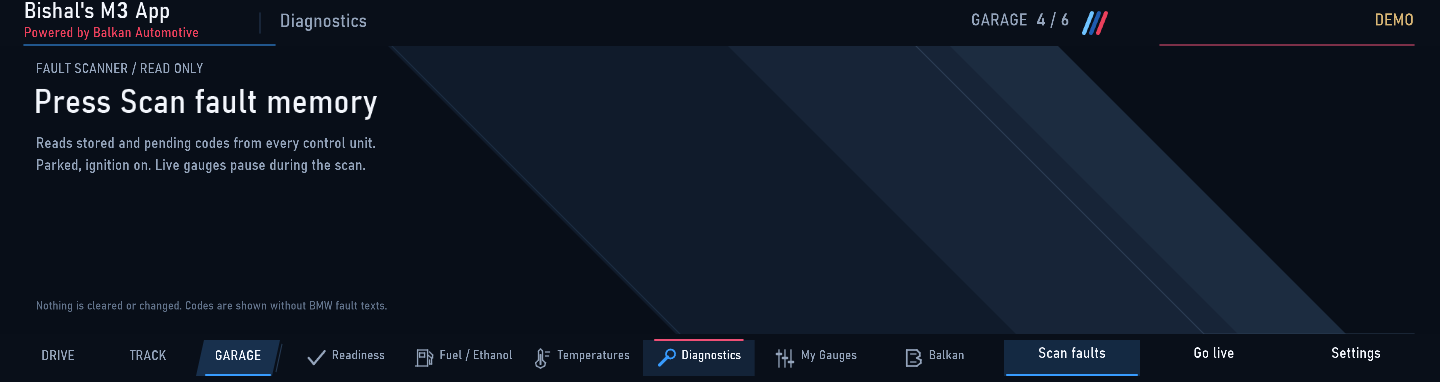 Bishal's M3 App
Powered by Balkan Automotive
Diagnostics
GARAGE 4 / 6
DEMO
FAULT SCANNER / READ ONLY
Press Scan fault memory
Reads stored and pending codes from every control unit.
Parked, ignition on. Live gauges pause during the scan.
Nothing is cleared or changed. Codes are shown without BMW fault texts.
DRIVE
TRACK
GARAGE
Readiness
Fuel / Ethanol
Temperatures
Diagnostics
My Gauges
Balkan
Scan faults
Go live
Settings